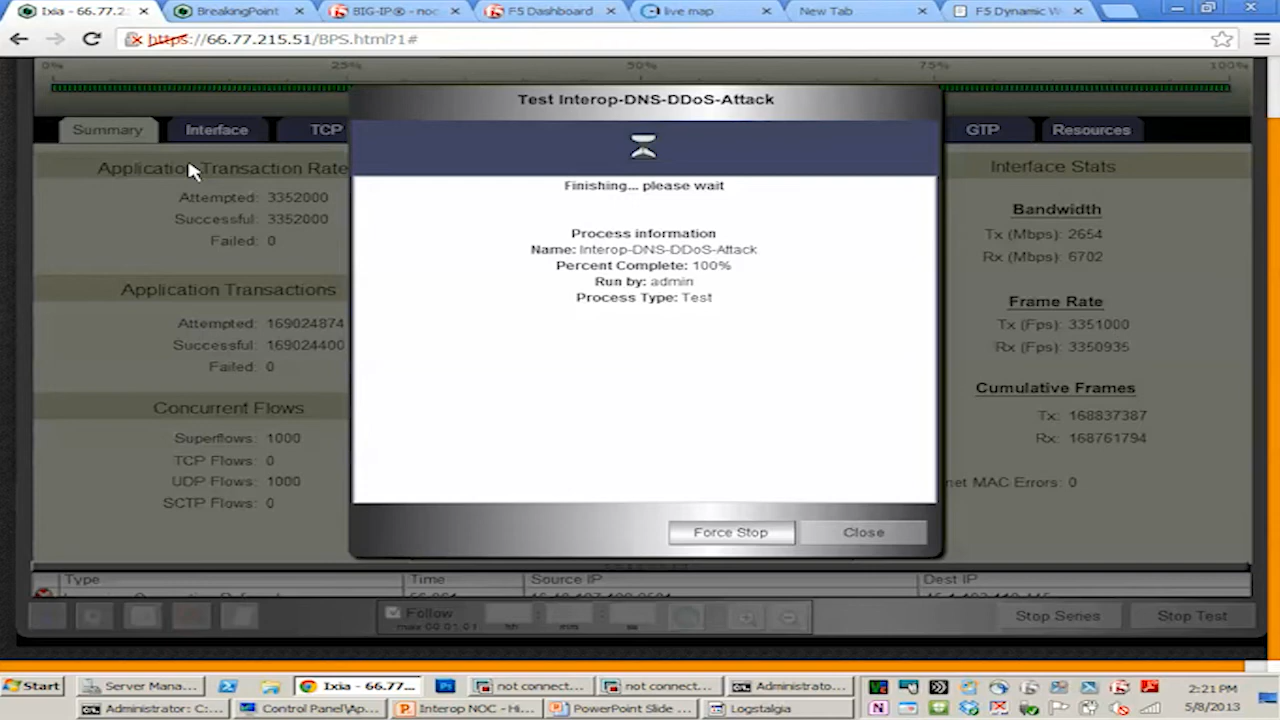 Ixia - 66.77.2:
BreakingPoint
BIG-IP® - noc
F5 Dashboard
live map
New Tab
F5 Dynamic W
https://66.77.215.51/BPS.html?1#
0%
25%
50%
75%
100%
Test Interop-DNS-DDoS-Attack
Summary
Interface
TCP
GTP
Resources
Finishing... please wait
Process information
Name: Interop-DNS-DDoS-Attack
Percent Complete: 100%
Run by: admin
Process Type: Test
Force Stop
Close
Application Transaction Rate
Attempted: 3352000
Successful: 3352000
Failed: 0
Application Transactions
Attempted: 169024874
Successful: 169024400
Failed: 0
Concurrent Flows
Superflows: 1000
TCP Flows: 0
UDP Flows: 1000
SCTP Flows: 0
Interface Stats
Bandwidth
Tx (Mbps): 2654
Rx (Mbps): 6702
Frame Rate
Tx (Fps): 3351000
Rx (Fps): 3350935
Cumulative Frames
Tx: 168837387
Rx: 168761794
net MAC Errors: 0
Type
Time
Source IP
Dest IP
Follow
max 00:01:01
hh
mm
ss
Stop Series
Stop Test
Start
Server Mana...
Ixia - 66.77...
not connect...
not connect...
Administrato...
2:21 PM
Administrator: C:...
Control Panel\Ap...
Interop NOC - Hi...
PowerPoint Slide ...
Logstalgia
5/8/2013